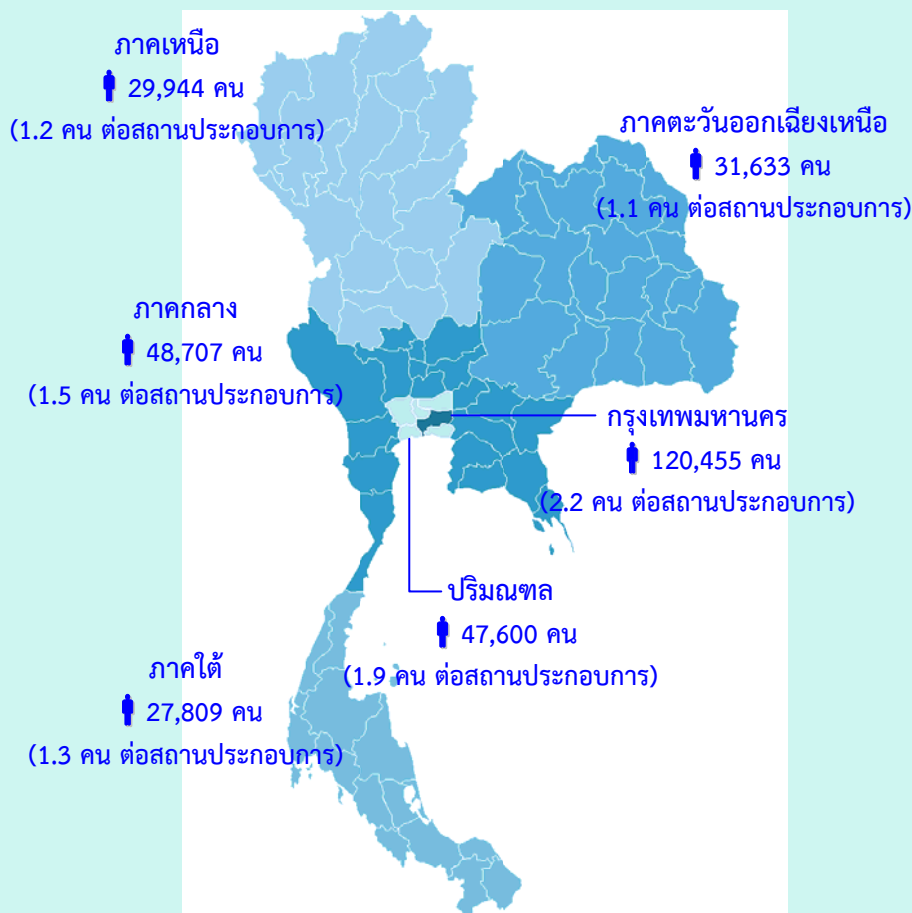 ภาคเหนือ
29,944 คน
(1.2 คน ต่อสถานประกอบการ)
ภาคตะวันออกเฉียงเหนือ
31,633 คน
(1.1 คน ต่อสถานประกอบการ)
ภาคกลาง
48,707 คน
(1.5 คน ต่อสถานประกอบการ)
กรุงเทพมหานคร
120,455 คน
(2.2 คน ต่อสถานประกอบการ)
ปริมณฑล
47,600 คน
(1.9 คน ต่อสถานประกอบการ)
ภาคใต้
27,809 คน
(1.3 คน ต่อสถานประกอบการ)